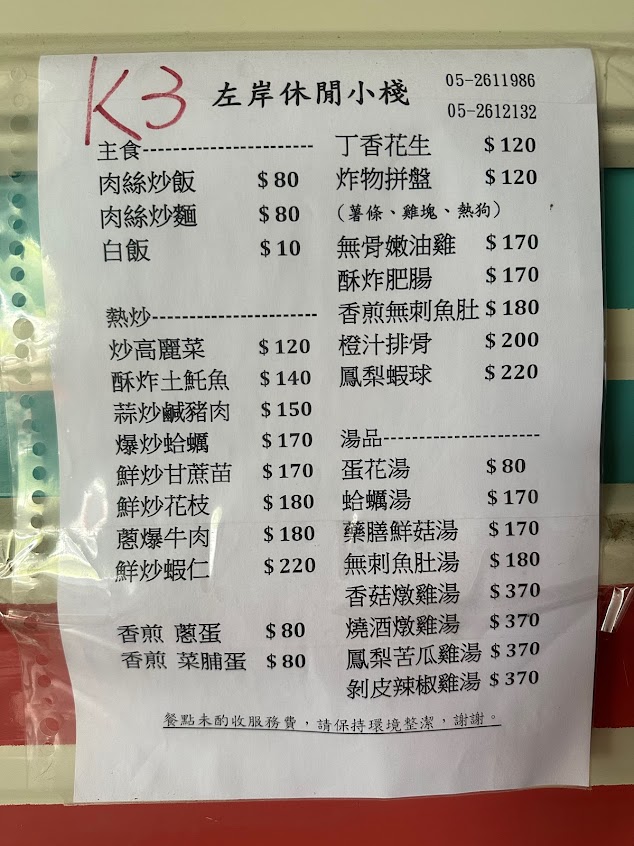 K3
左岸休閒小棧
05-2611986
05-2612132
主食------------------------
肉絲炒飯 $80
肉絲炒麵 $80
白飯 $10
熱炒-----------------------
炒高麗菜 $120
酥炸土魠魚 $140
蒜炒鹹豬肉 $150
爆炒蛤蠣 $170
鮮炒甘蔗苗 $170
鮮炒花枝 $180
蔥爆牛肉 $180
鮮炒蝦仁 $220
香煎 蔥蛋 $80
香煎 菜脯蛋 $80
丁香花生 $120
炸物拼盤 $120
（薯條、雞塊、熱狗）
無骨嫩油雞 $170
酥炸肥腸 $170
香煎無刺魚肚 $180
橙汁排骨 $200
鳳梨蝦球 $220
湯品----------------------
蛋花湯 $80
蛤蠣湯 $170
藥膳鮮菇湯 $170
無刺魚肚湯 $180
香菇燉雞湯 $370
燒酒燉雞湯 $370
鳳梨苦瓜雞湯 $370
剝皮辣椒雞湯 $370
餐點未酌收服務費，請保持環境整潔，謝謝。